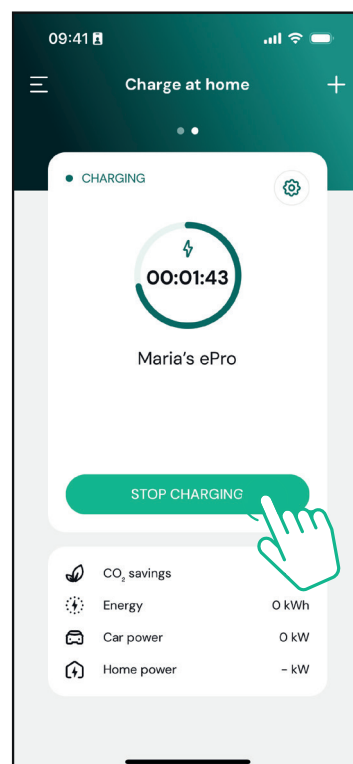 09:41
Charge at home
CHARGING
00:01:43
Maria's ePro
STOP CHARGING
CO₂ savings
Energy 0 kWh
Car power 0 kW
Home power - kW